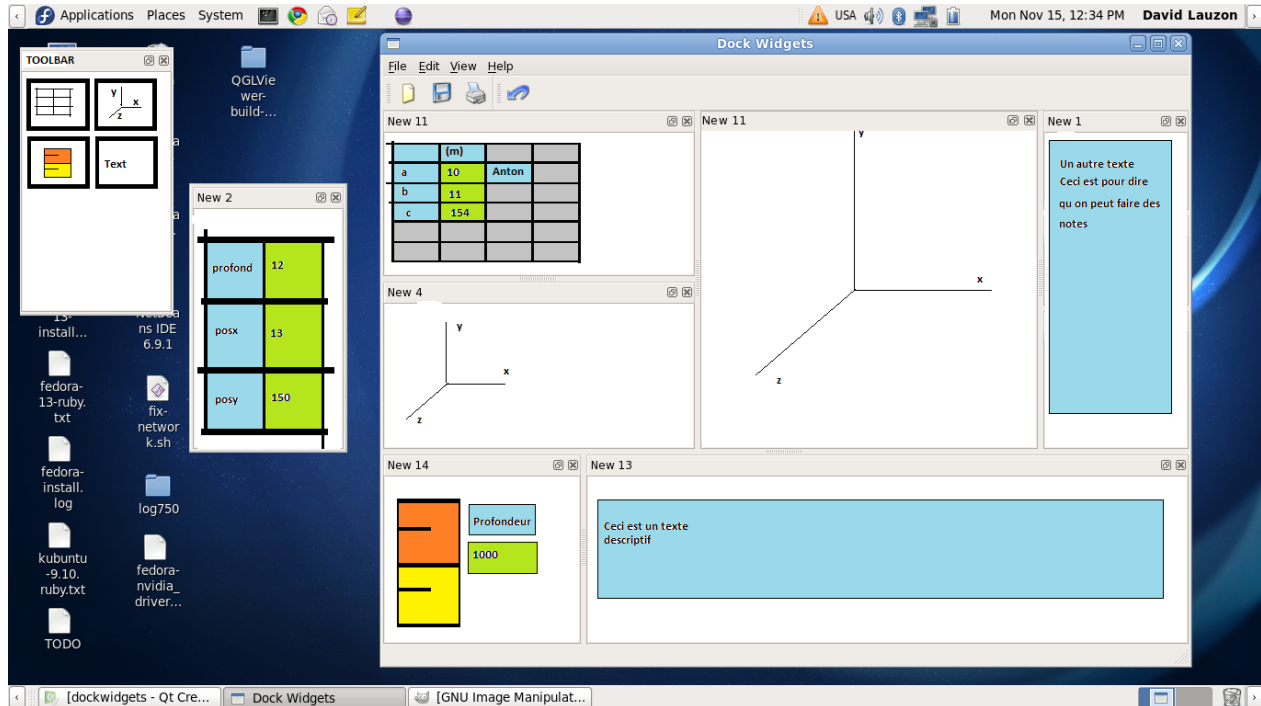 Applications Places System
USA
Mon Nov 15, 12:34 PM
David Lauzon
TOOLBAR
y
x
z
Text
QGLVie
wer-
build-...
a
a
13-
install...
ns IDE
6.9.1
fedora-
13-ruby.
txt
fix-
networ
k.sh
fedora-
install.
log
log750
kubuntu
-9.10.
ruby.txt
fedora-
nvidia_
driver...
TODO
New 2
profond 12
posx 13
posy 150
Dock Widgets
File Edit View Help
New 11
(m)
a 10 Anton
b 11
c 154
New 4
y
x
z
New 11
y
x
z
New 1
Un autre texte
Ceci est pour dire
qu on peut faire des
notes
New 14
Profondeur
1000
New 13
Ceci est un texte
descriptif
[dockwidgets - Qt Cre...
Dock Widgets
[GNU Image Manipulat...